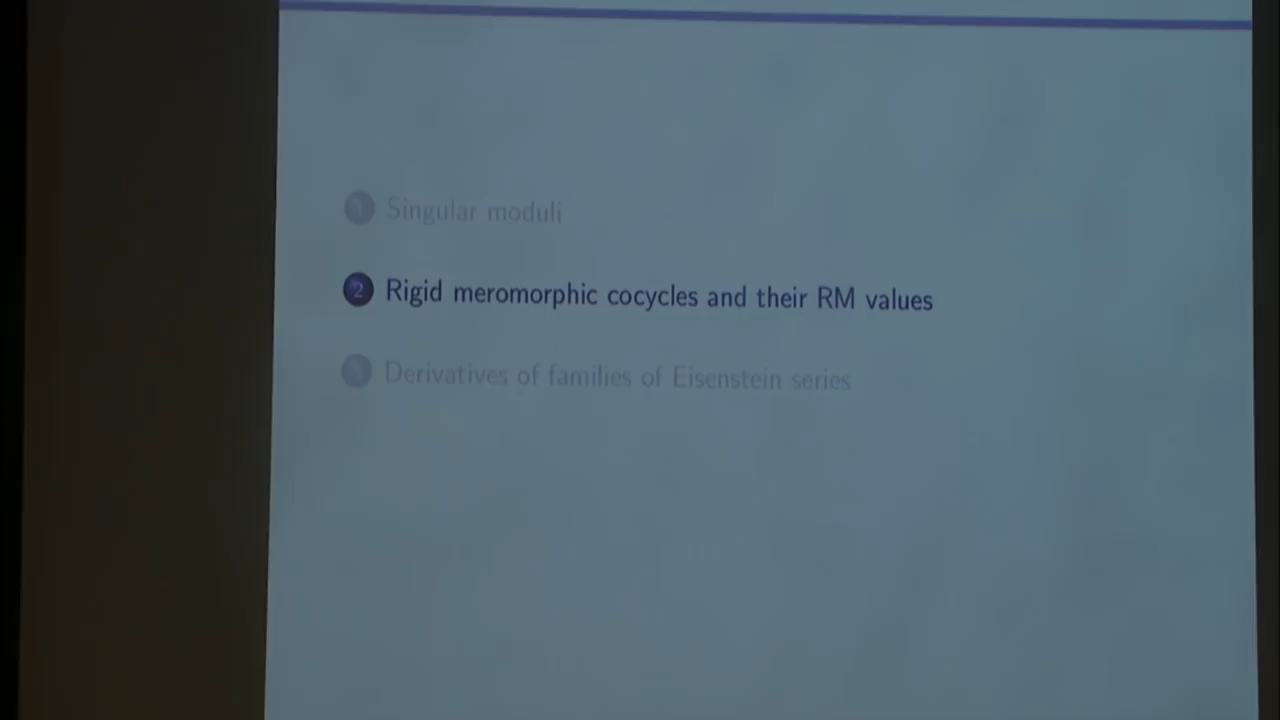 1 Singular moduli
2 Rigid meromorphic cocycles and their RM values
3 Derivatives of families of Eisenstein series